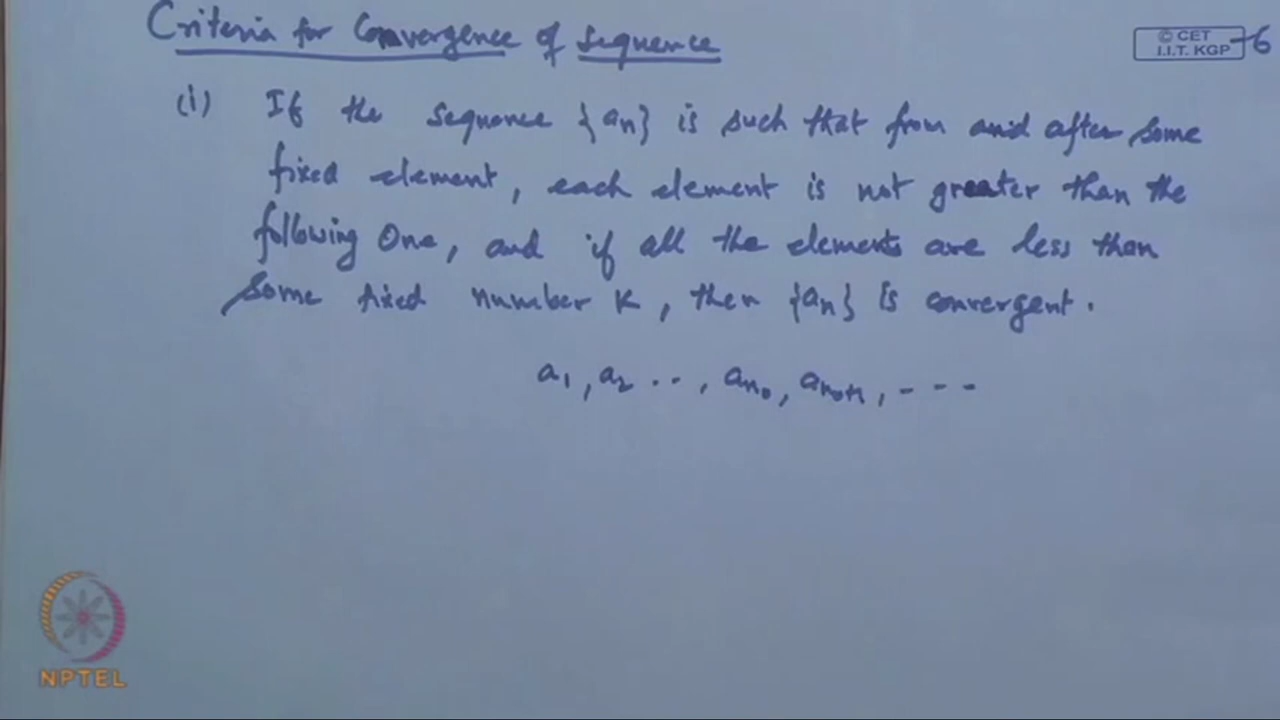 Criteria for Convergence of Sequence
© CET
I.I.T. KGP
-6
(i) If the sequence {an} is such that from and after some
fixed element, each element is not greater than the
following One, and if all the elements are less than
some fixed number K, then {an} is convergent.
a1, a2 .., an0, an0+1, ---
NPTEL